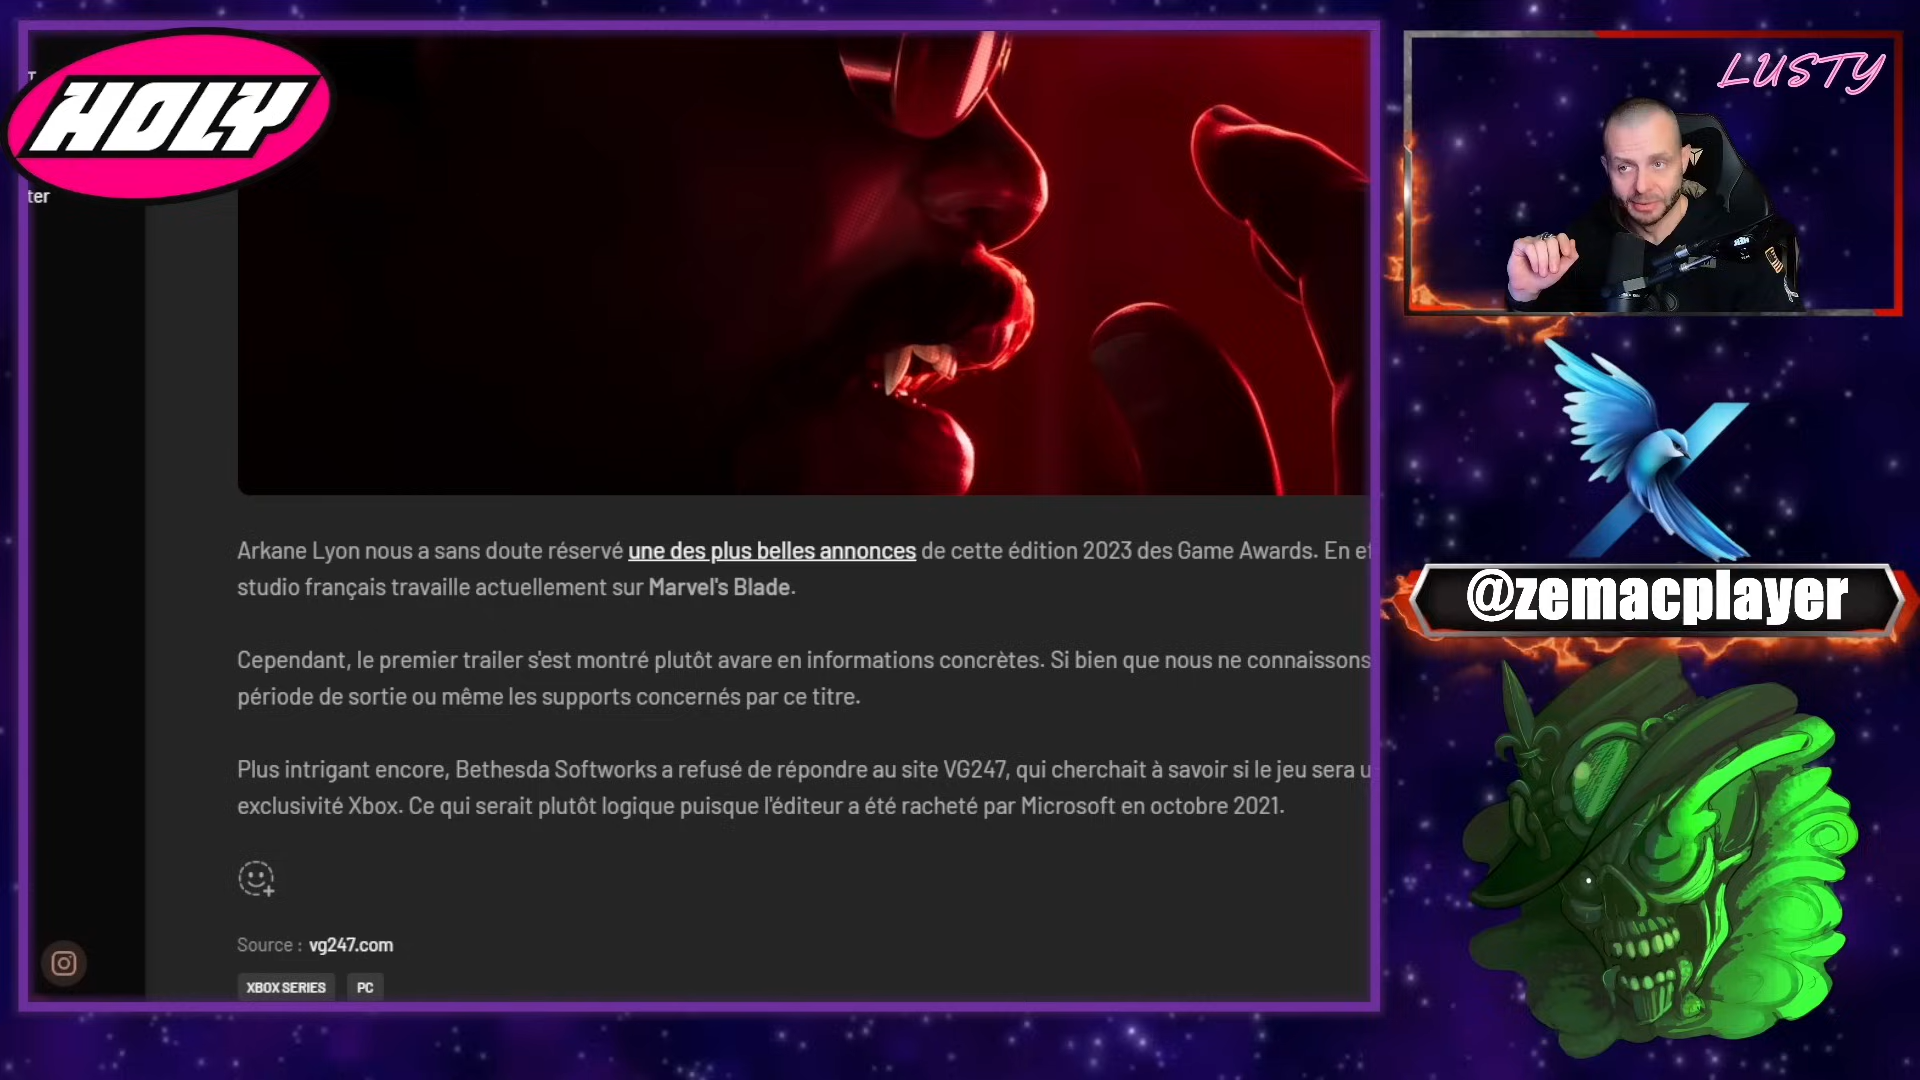 HOLY
LUSTY
ter
Arkane Lyon nous a sans doute réservé une des plus belles annonces de cette édition 2023 des Game Awards. En
studio français travaille actuellement sur Marvel's Blade.
Cependant, le premier trailer s'est montré plutôt avare en informations concrètes. Si bien que nous ne connaissons
période de sortie ou même les supports concernés par ce titre.
Plus intrigant encore, Bethesda Softworks a refusé de répondre au site VG247, qui cherchait à savoir si le jeu sera
exclusivité Xbox. Ce qui serait plutôt logique puisque l'éditeur a été racheté par Microsoft en octobre 2021.
Source : vg247.com
XBOX SERIES PC
@zemacplayer